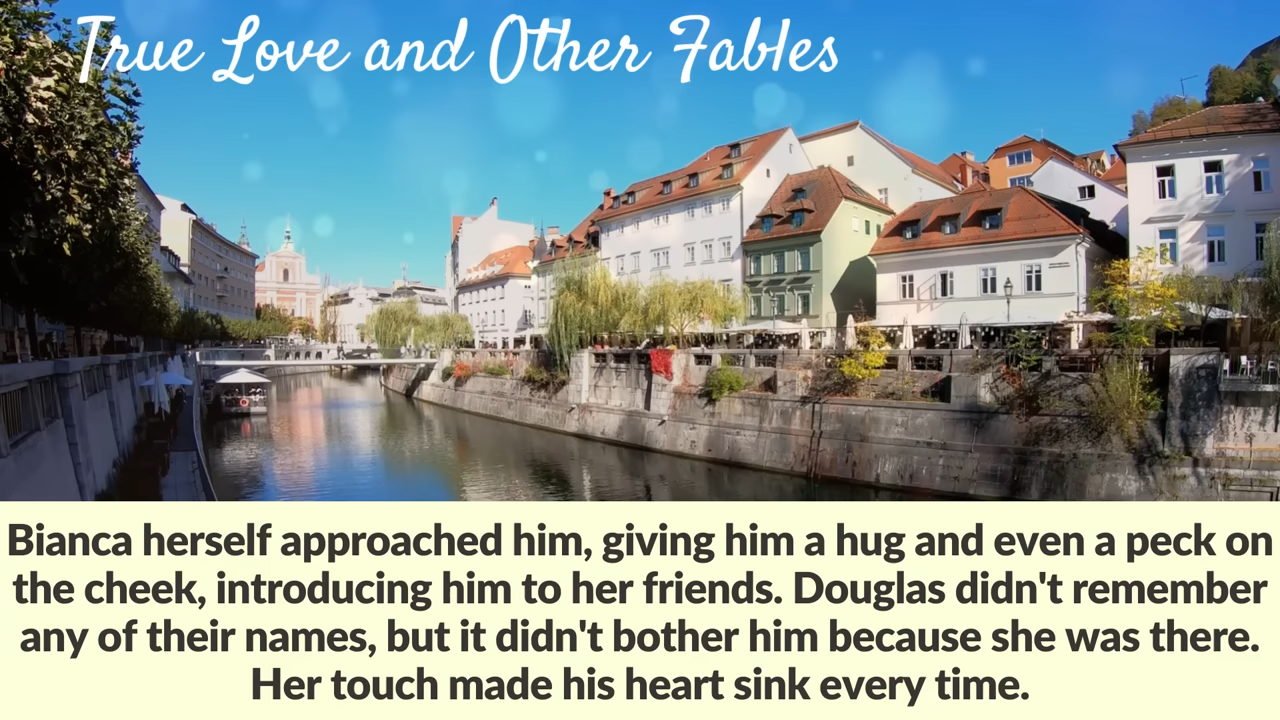 True Love and Other Fables
Bianca herself approached him, giving him a hug and even a peck on
the cheek, introducing him to her friends. Douglas didn't remember
any of their names, but it didn't bother him because she was there.
Her touch made his heart sink every time.